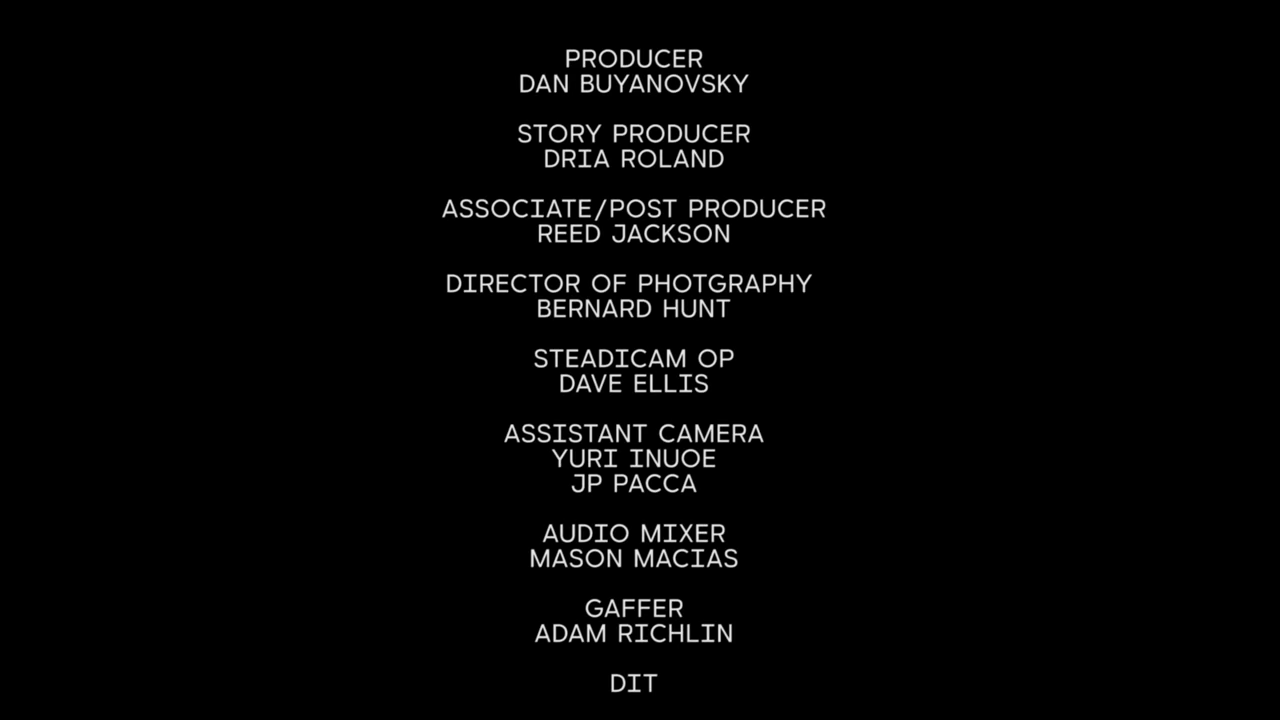 PRODUCER
DAN BUYANOVSKY
STORY PRODUCER
DRIA ROLAND
ASSOCIATE/POST PRODUCER
REED JACKSON
DIRECTOR OF PHOTGRAPHY
BERNARD HUNT
STEADICAM OP
DAVE ELLIS
ASSISTANT CAMERA
YURI INUOE
JP PACCA
AUDIO MIXER
MASON MACIAS
GAFFER
ADAM RICHLIN
DIT